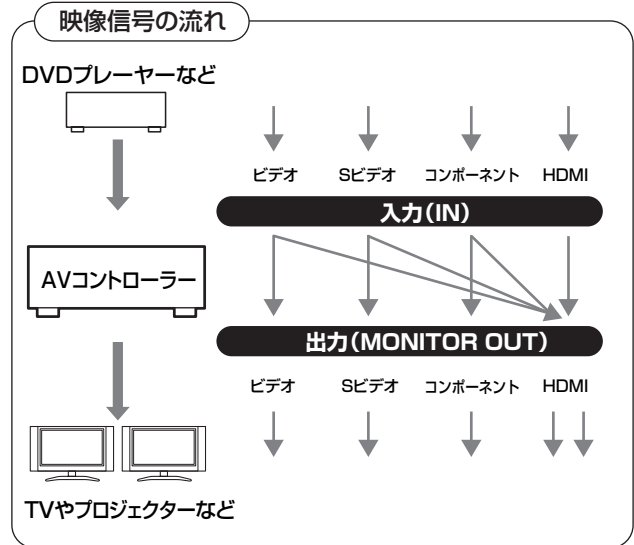 映像信号の流れ
DVDプレーヤーなど
ビデオ Sビデオ コンポーネント HDMI
入力(IN)
AVコントローラー
出力(MONITOR OUT)
ビデオ Sビデオ コンポーネント HDMI
TVやプロジェクターなど